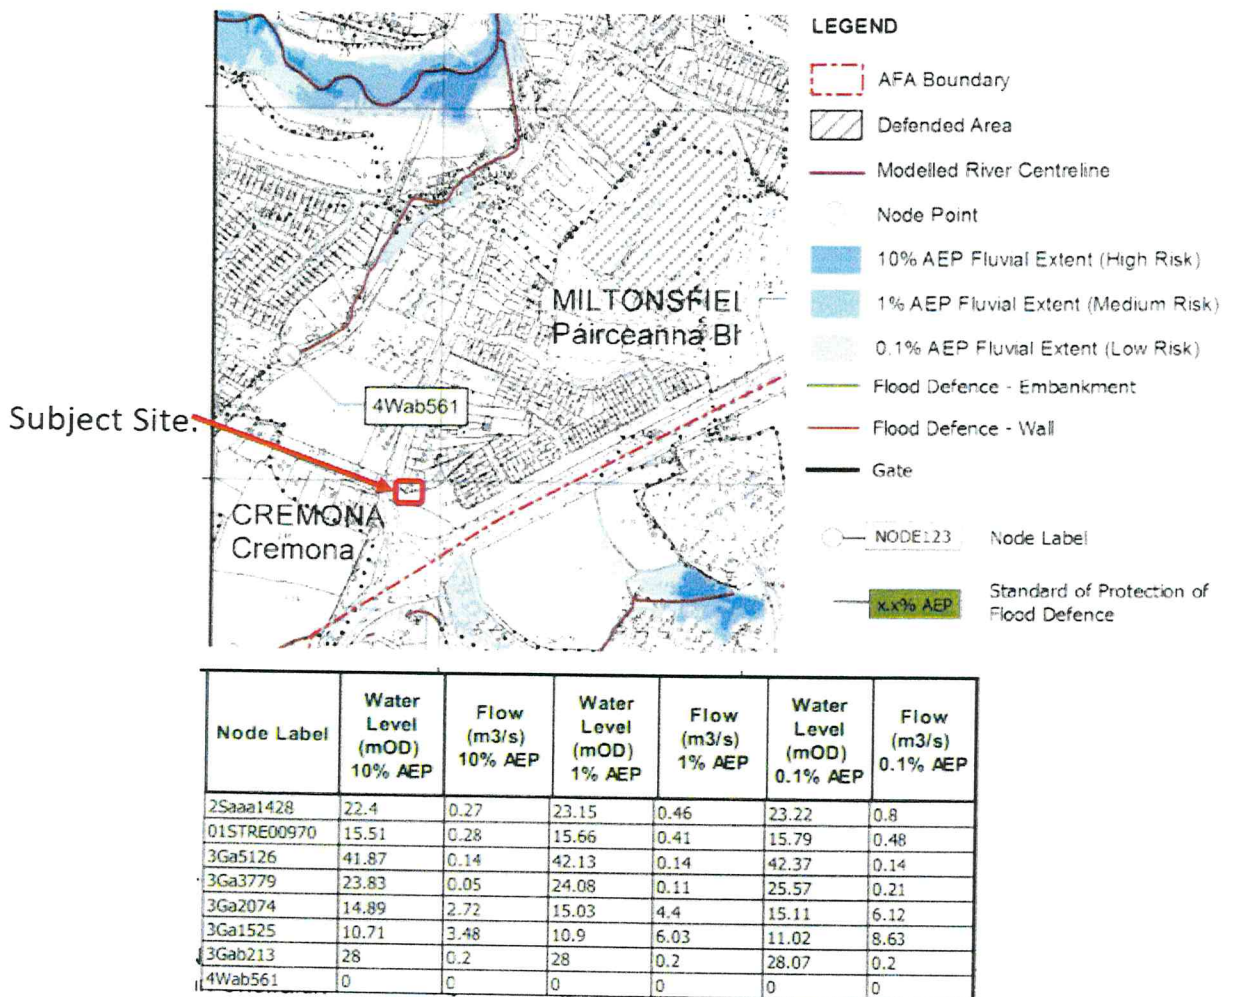 LEGEND
AFA Boundary
Defended Area
Modelled River Centreline
Node Point
10% AEP Fluvial Extent (High Risk)
1% AEP Fluvial Extent (Medium Risk)
0.1% AEP Fluvial Extent (Low Risk)
Flood Defence - Embankment
Flood Defence - Wall
Gate
NODE123 Node Label
x.x% AEP Standard of Protection of
Flood Defence
MILTONSFIEL
Páirceanna Bh
4Wab561
Subject Site.
CREMONA
Cremona
Node Label Water Level (mOD) 10% AEP Flow (m3/s) 10% AEP Water Level (mOD) 1% AEP Flow (m3/s) 1% AEP Water Level (mOD) 0.1% AEP Flow (m3/s) 0.1% AEP
2Saaa1428 22.4 0.27 23.15 0.46 23.22 0.8
01STRE00970 15.51 0.28 15.66 0.41 15.79 0.48
3Ga5126 41.87 0.14 42.13 0.14 42.37 0.14
3Ga3779 23.83 0.05 24.08 0.11 25.57 0.21
3Ga2074 14.89 2.72 15.03 4.4 15.11 6.12
3Ga1525 10.71 3.48 10.9 6.03 11.02 8.63
3Gab213 28 0.2 28 0.2 28.07 0.2
4Wab561 0 0 0 0 0 0